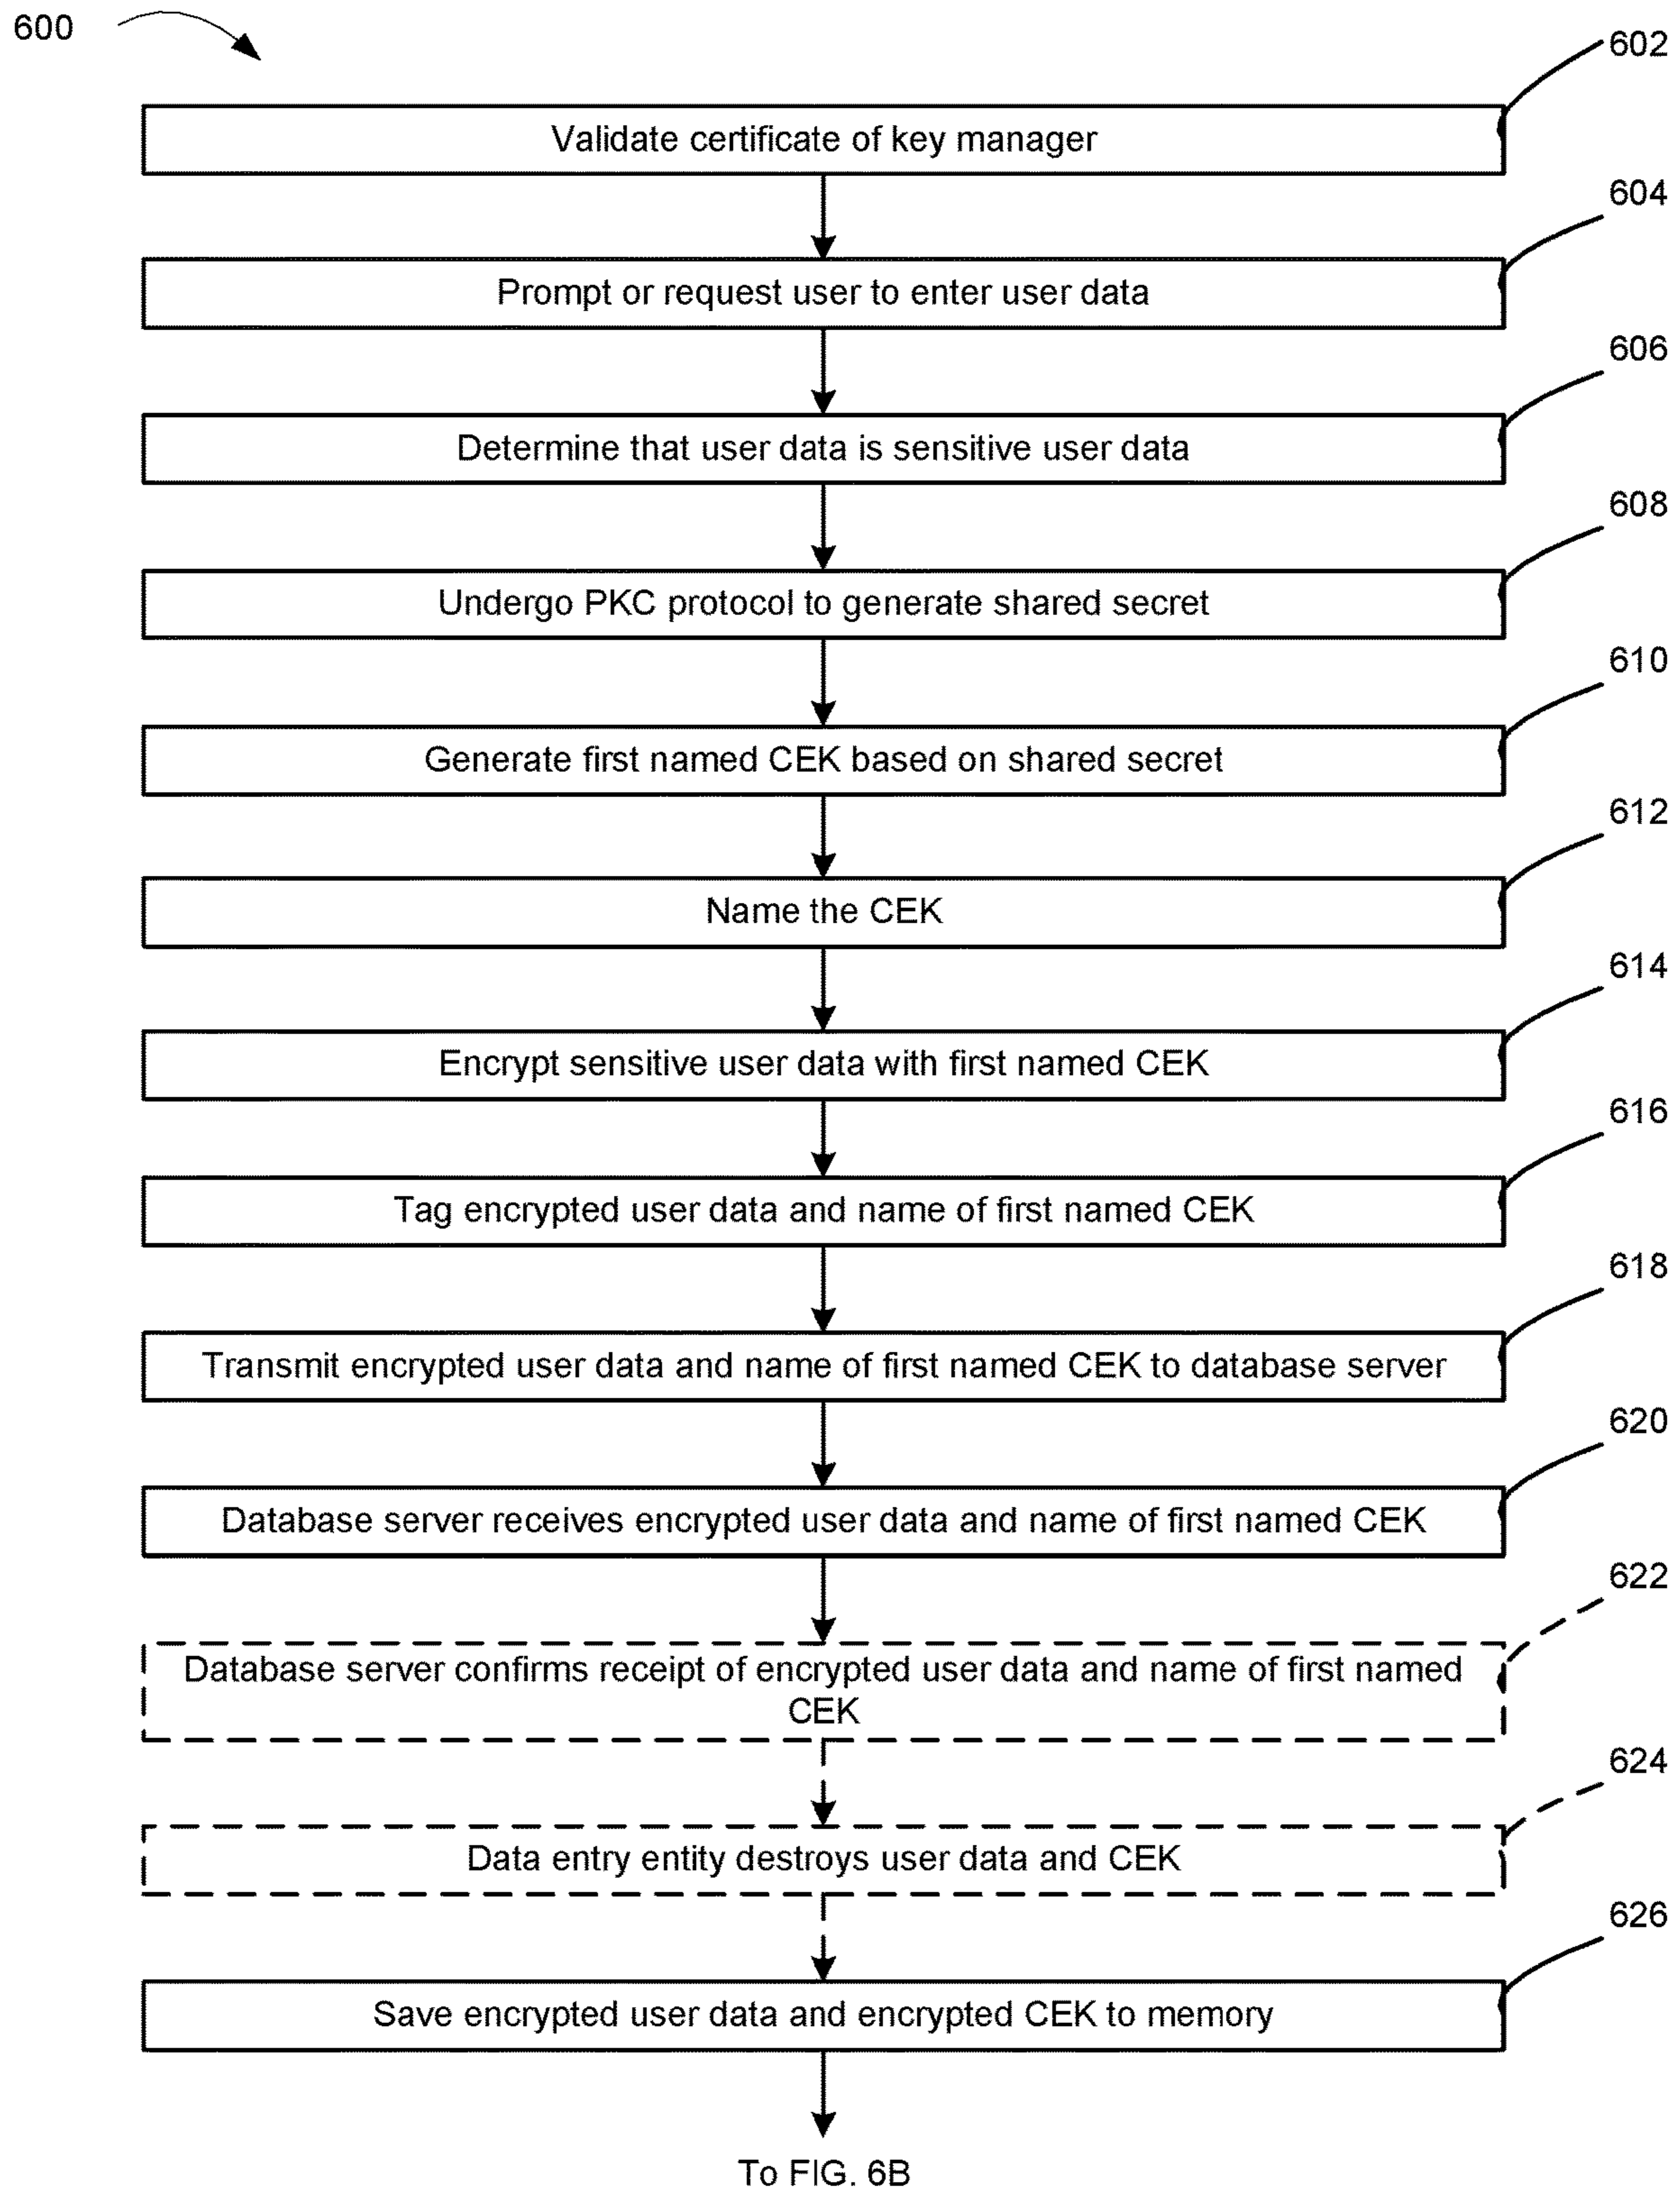 600
602
Validate certificate of key manager
604
Prompt or request user to enter user data
606
Determine that user data is sensitive user data
608
Undergo PKC protocol to generate shared secret
610
Generate first named CEK based on shared secret
612
Name the CEK
614
Encrypt sensitive user data with first named CEK
616
Tag encrypted user data and name of first named CEK
618
Transmit encrypted user data and name of first named CEK to database server
620
Database server receives encrypted user data and name of first named CEK
622
Database server confirms receipt of encrypted user data and name of first named
CEK
624
Data entry entity destroys user data and CEK
626
Save encrypted user data and encrypted CEK to memory
To FIG. 6B